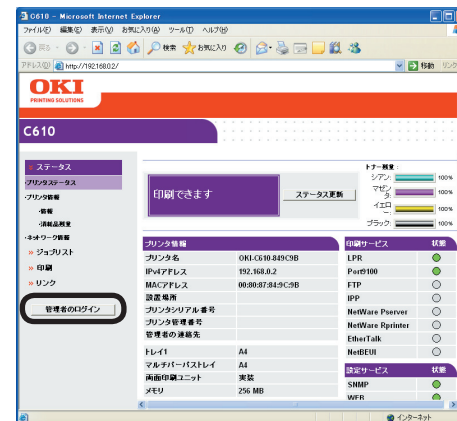 C610 - Microsoft Internet Explorer
ファイル(F) 編集(E) 表示(V) お気に入り(A) ツール(T) ヘルプ(H)
戻る 検索 お気に入り
アドレス(D) http://192.168.0.2/ 移動 リンク
OKI
PRINTING SOLUTIONS
C610
ステータス
プリンタステータス
プリンタ情報
情報
消耗品残量
ネットワーク情報
ジョブリスト
印刷
リンク
管理者のログイン
印刷できます
ステータス更新
トナー残量:
シアン: 100%
マゼンタ: 100%
イエロー: 100%
ブラック: 100%
プリンタ情報
プリンタ名 OKI-C610-849C9B
IPv4アドレス 192.168.0.2
MACアドレス 00:80:87:84:9C:9B
設置場所
プリンタシリアル番号
プリンタ管理番号
管理者の連絡先
トレイ1 A4
マルチパーパストレイ A4
両面印刷ユニット 実装
メモリ 256 MB
印刷サービス 状態
LPR
Port9100
FTP
IPP
NetWare Pserver
NetWare Rprinter
EtherTalk
NetBEUI
設定サービス 状態
SNMP
WEB
インターネット